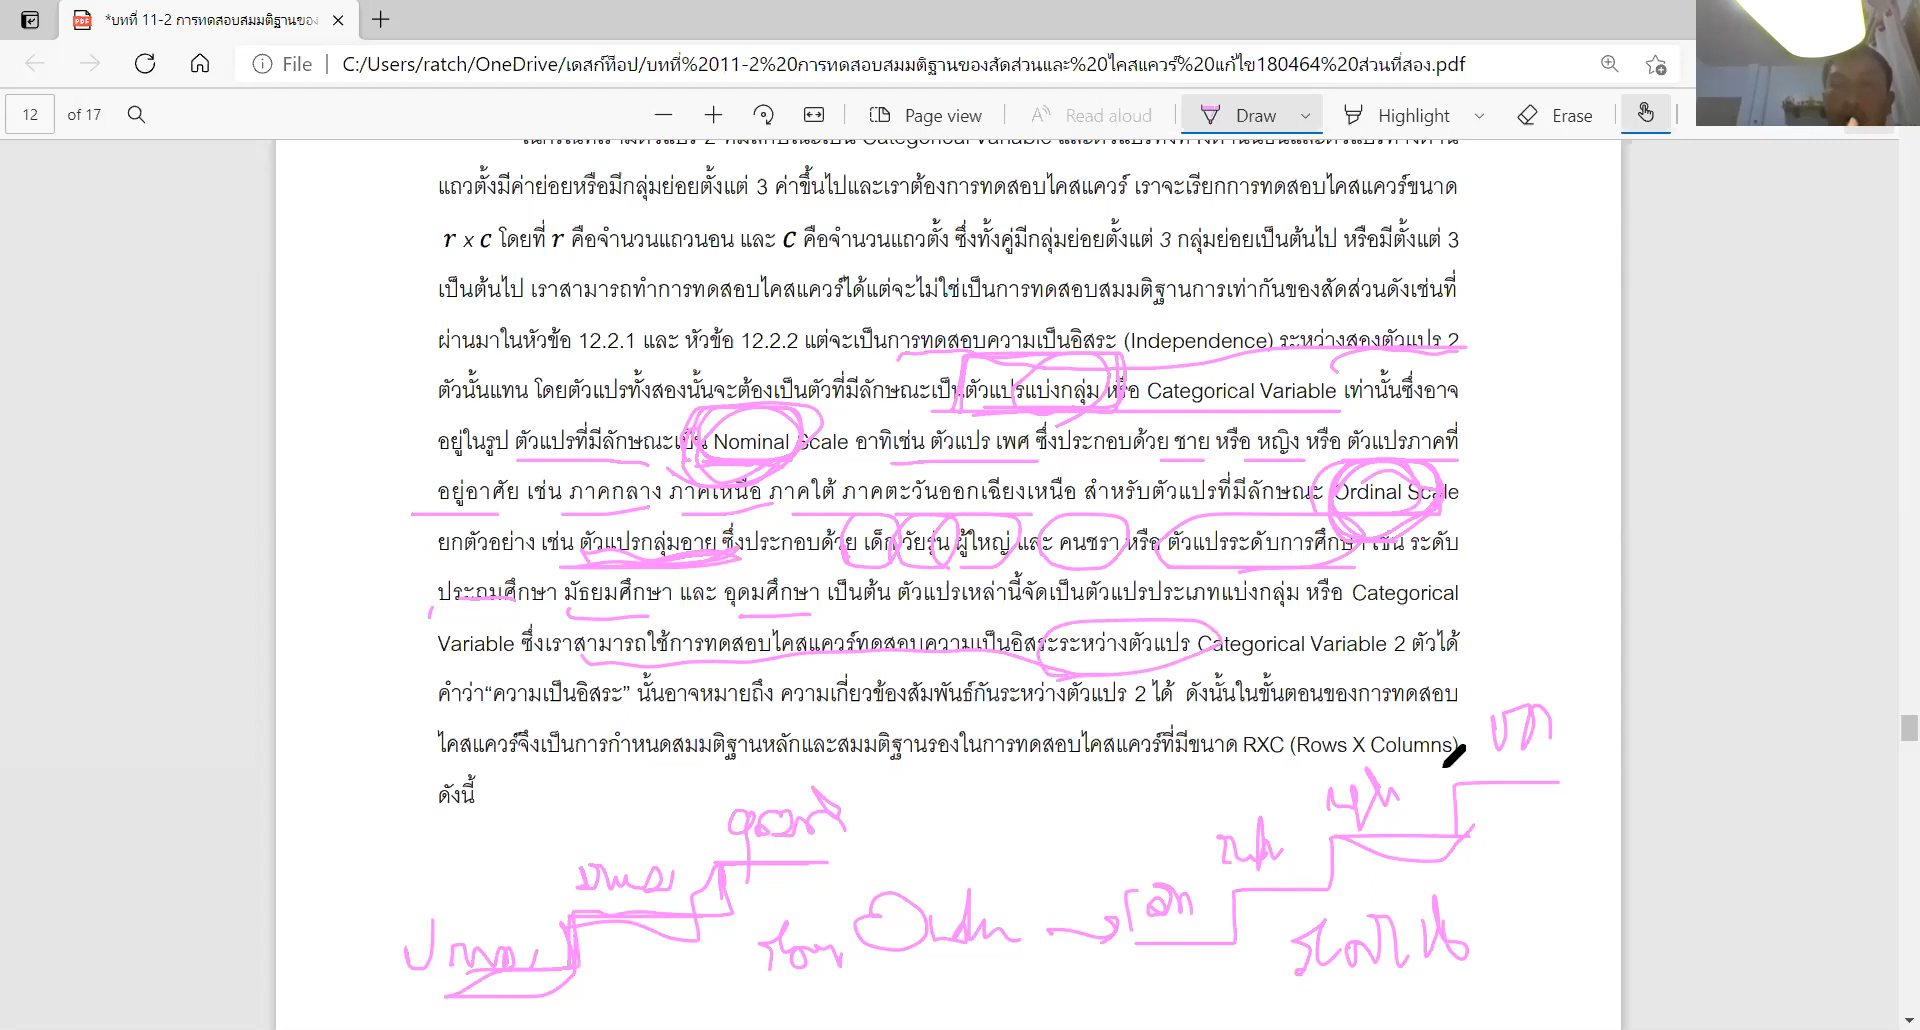 *บทที่ 11-2 การทดสอบสมมติฐานของ
File
C:/Users/ratch/OneDrive/เดสก์ท็อป/บทที่%2011-2%20การทดสอบสมมติฐานของสัดส่วนและ%20ไคสแควร์%20แก้ไข180464%20ส่วนที่สอง.pdf
12 of 17
Page view
Read aloud
Draw
Highlight
Erase
แถวตั้งมีค่าย่อยหรือมีกลุ่มย่อยตั้งแต่ 3 ค่าขึ้นไปและเราต้องการทดสอบไคสแควร์ เราจะเรียกการทดสอบไคสแควร์ขนาด
r x c โดยที่ r คือจำนวนแถวนอน และ c คือจำนวนแถวตั้ง ซึ่งทั้งคู่มีกลุ่มย่อยตั้งแต่ 3 กลุ่มย่อยเป็นต้นไป หรือมีตั้งแต่ 3
เป็นต้นไป เราสามารถทำการทดสอบไคสแควร์ได้แต่จะไม่ใช่เป็นการทดสอบสมมติฐานการเท่ากันของสัดส่วนดังเช่นที่
ผ่านมาในหัวข้อ 12.2.1 และ หัวข้อ 12.2.2 แต่จะเป็นการทดสอบความเป็นอิสระ (Independence) ระหว่างสองตัวแปร 2
ตัวนั้นแทน โดยตัวแปรทั้งสองนั้นจะต้องเป็นตัวที่มีลักษณะเป็นตัวแปรแบ่งกลุ่ม หรือ Categorical Variable เท่านั้นซึ่งอาจ
อยู่ในรูป ตัวแปรที่มีลักษณะเป็น Nominal Scale อาทิเช่น ตัวแปร เพศ ซึ่งประกอบด้วย ชาย หรือ หญิง หรือ ตัวแปรภาคที่
อยู่อาศัย เช่น ภาคกลาง ภาคเหนือ ภาคใต้ ภาคตะวันออกเฉียงเหนือ สำหรับตัวแปรที่มีลักษณะ Ordinal Scale
ยกตัวอย่าง เช่น ตัวแปรกลุ่มอายุ ซึ่งประกอบด้วย เด็ก วัยรุ่น ผู้ใหญ่ และ คนชรา หรือ ตัวแปรระดับการศึกษา เช่น ระดับ
ประถมศึกษา มัธยมศึกษา และ อุดมศึกษา เป็นต้น ตัวแปรเหล่านี้จัดเป็นตัวแปรประเภทแบ่งกลุ่ม หรือ Categorical
Variable ซึ่งเราสามารถใช้การทดสอบไคสแควร์ทดสอบความเป็นอิสระระหว่างตัวแปร Categorical Variable 2 ตัวได้
คำว่า“ความเป็นอิสระ” นั้นอาจหมายถึง ความเกี่ยวข้องสัมพันธ์กันระหว่างตัวแปร 2 ได้ ดังนั้นในขั้นตอนของการทดสอบ
ไคสแควร์จึงเป็นการกำหนดสมมติฐานหลักและสมมติฐานรองในการทดสอบไคสแควร์ที่มีขนาด RXC (Rows X Columns)
ดังนี้